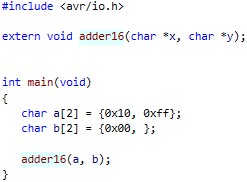 #include <avr/io.h>
extern void adder16(char *x, char *y);
int main(void)
{
char a[2] = {0x10, 0xff};
char b[2] = {0x00, };
adder16(a, b);
}